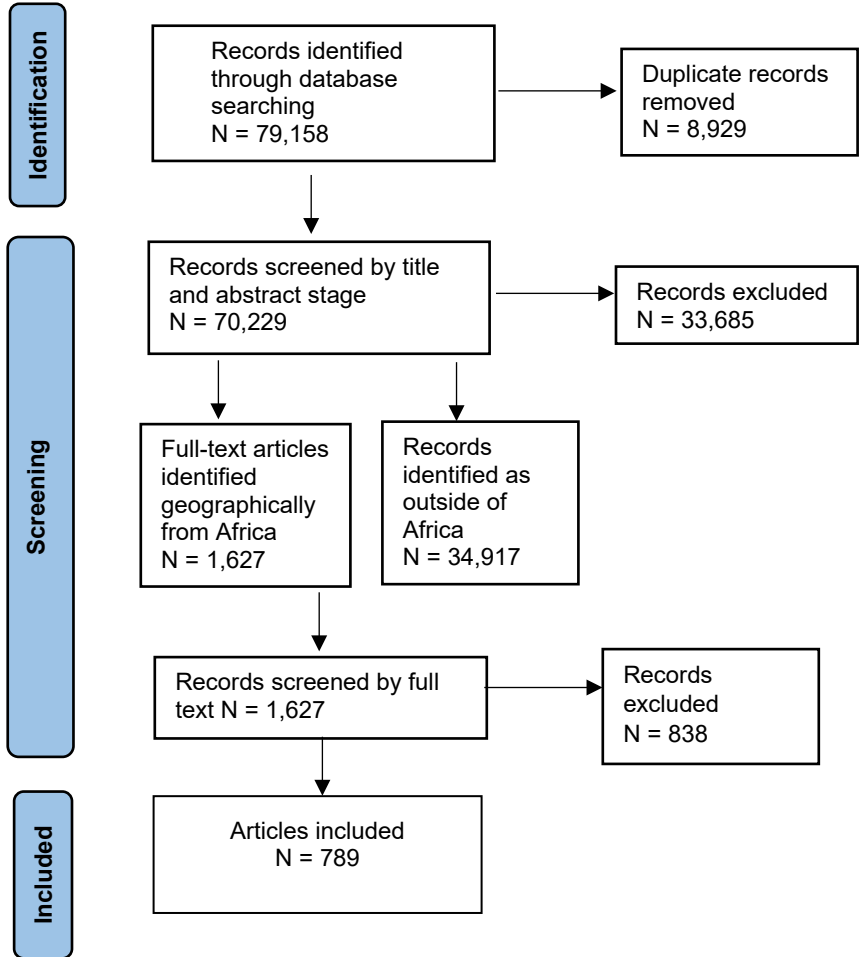 Identification
Records identified
through database
searching
N = 79,158
Duplicate records
removed
N = 8,929
Screening
Records screened by title
and abstract stage
N = 70,229
Records excluded
N = 33,685
Full-text articles
identified
geographically
from Africa
N = 1,627
Records
identified as
outside of
Africa
N = 34,917
Records screened by full
text N = 1,627
Records
excluded
N = 838
Included
Articles included
N = 789